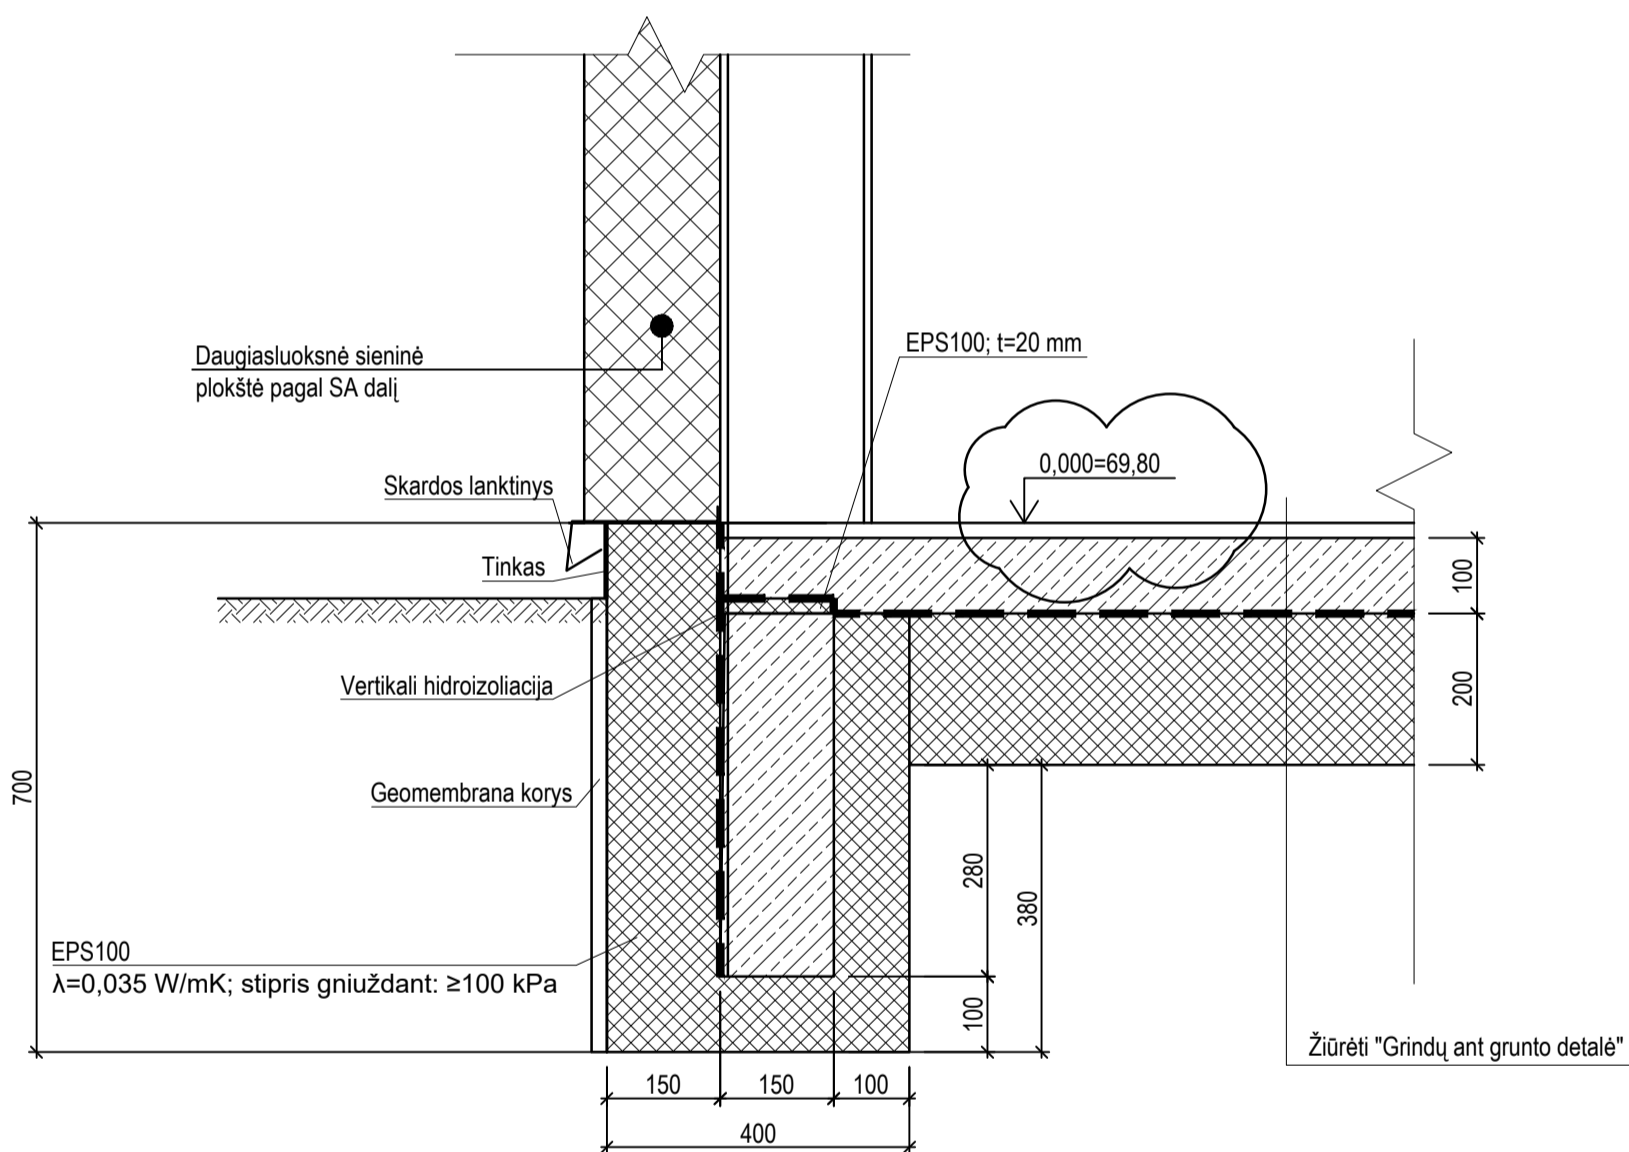 Daugiasluoksnė sieninė
plokštė pagal SA dalį
EPS100; t=20 mm
0,000=69,80
Skardos lanktinys
Tinkas
100
Vertikali hidroizoliacija
200
700
Geomembrana korys
280
380
EPS100
λ=0,035 W/mK; stipris gniuždant: ≥100 kPa
100
Žiūrėti "Grindų ant grunto detalė"
150
150
100
400